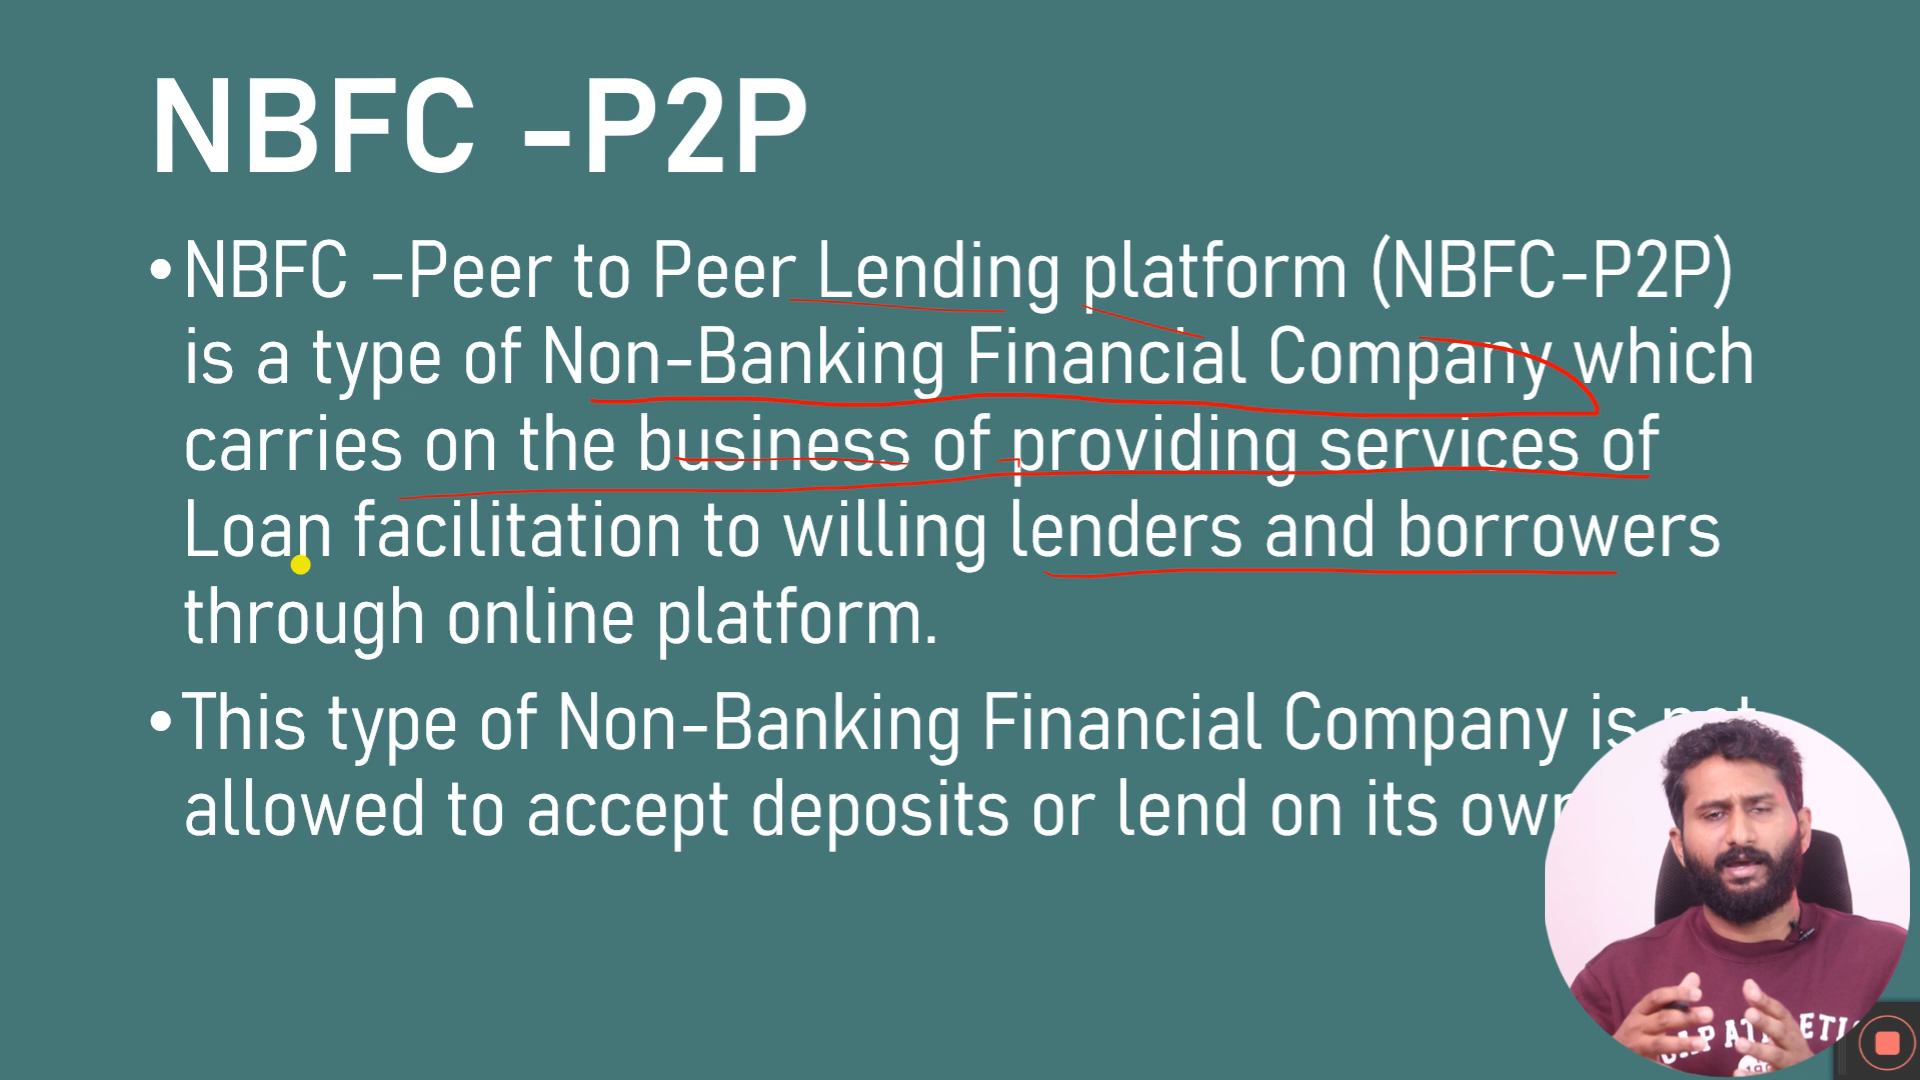 NBFC -P2P
•NBFC –Peer to Peer Lending platform (NBFC-P2P)
is a type of Non-Banking Financial Company which
carries on the business of providing services of
Loan facilitation to willing lenders and borrowers
through online platform.
•This type of Non-Banking Financial Company is not
allowed to accept deposits or lend on its own